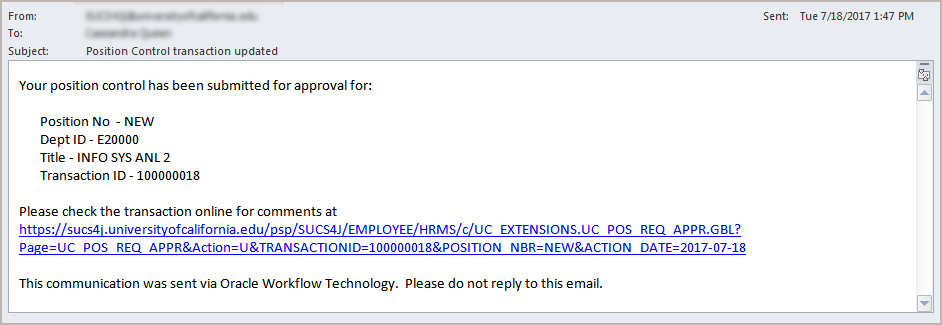 From:
Sent: Tue 7/18/2017 1:47 PM
To:
Subject: Position Control transaction updated
Your position control has been submitted for approval for:
Position No - NEW
Dept ID - E20000
Title - INFO SYS ANL 2
Transaction ID - 100000018
Please check the transaction online for comments at
https://sucs4j.universityofcalifornia.edu/psp/SUCS4J/EMPLOYEE/HRMS/c/UC_EXTENSIONS.UC_POS_REQ_APPR.GBL?
Page=UC_POS_REQ_APPR&Action=U&TRANSACTIONID=100000018&POSITION_NBR=NEW&ACTION_DATE=2017-07-18
This communication was sent via Oracle Workflow Technology.  Please do not reply to this email.